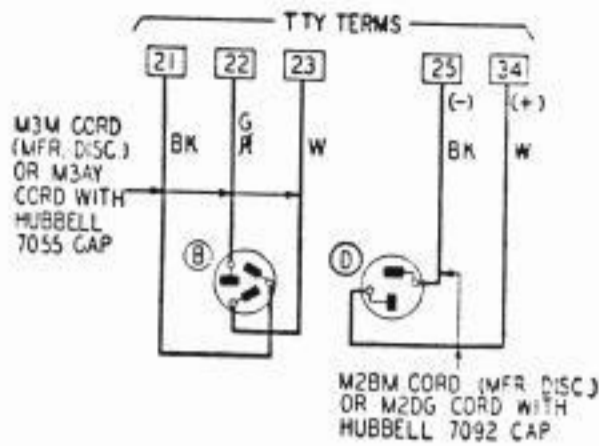 TTY TERMS
21 22 23 25 34
(-) (+)
BK GR W BK W
M3M CORD
(MFR. DISC.)
OR M3AY
CORD WITH
HUBBELL
7055 CAP
B D
M2BM CORD (MFR. DISC.)
OR M2DG CORD WITH
HUBBELL 7092 CAP